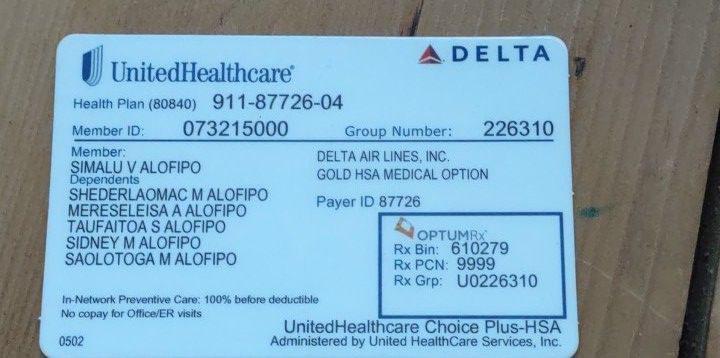 UnitedHealthcare®
DELTA
Health Plan (80840) 911-87726-04
Member ID: 073215000 Group Number: 226310
Member:
SIMALU V ALOFIPO
Dependents
SHEDERLAOMAC M ALOFIPO
MERESELEISA A ALOFIPO
TAUFAITOA S ALOFIPO
SIDNEY M ALOFIPO
SAOLOTOGA M ALOFIPO
DELTA AIR LINES, INC.
GOLD HSA MEDICAL OPTION
Payer ID 87726
OPTUMRx
Rx Bin: 610279
Rx PCN: 9999
Rx Grp: U0226310
In-Network Preventive Care: 100% before deductible
No copay for Office/ER visits
UnitedHealthcare Choice Plus-HSA
0502 Administered by United HealthCare Services, Inc.